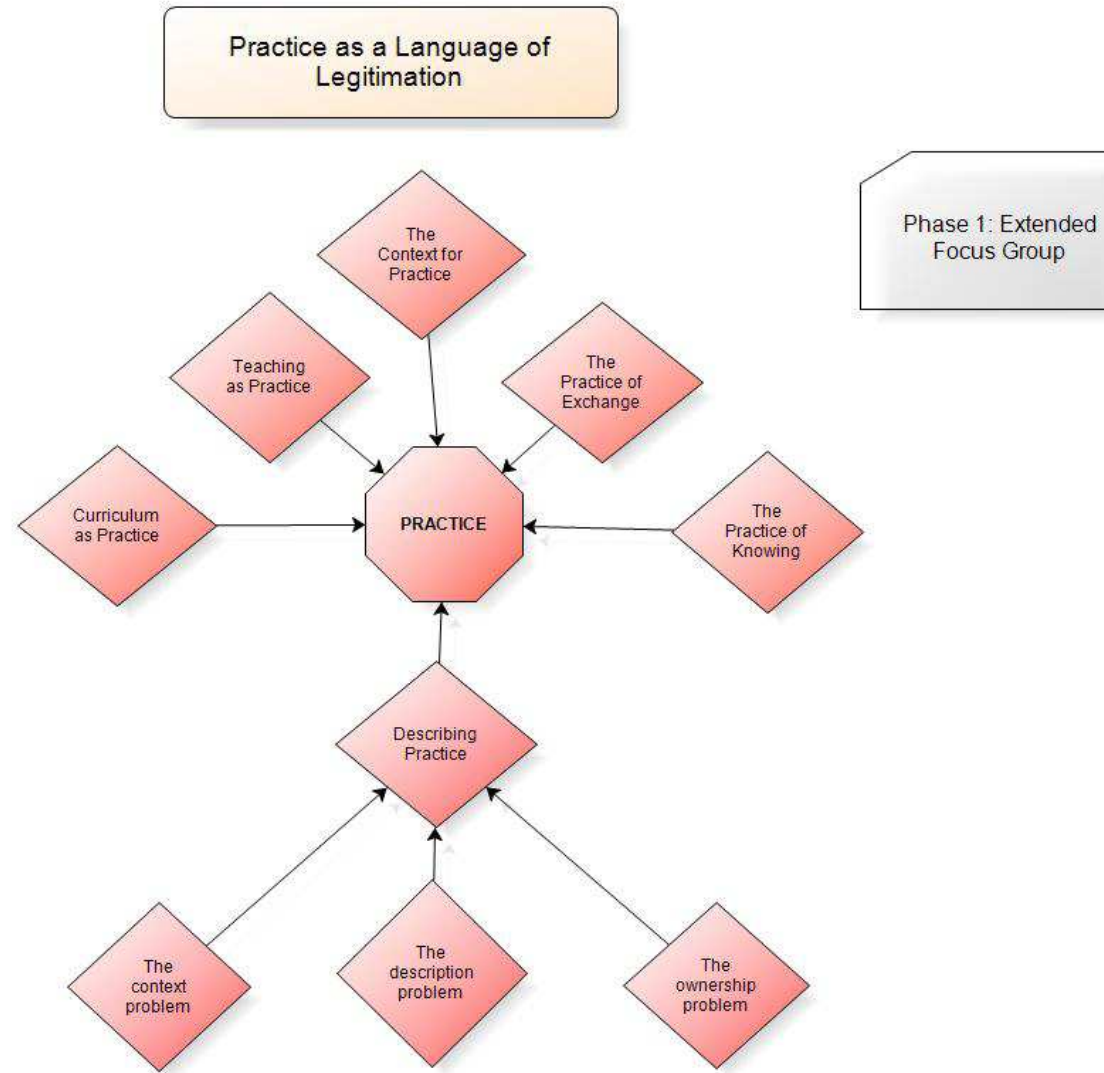 Practice as a Language of
Legitimation
Phase 1: Extended
Focus Group
The
Context for
Practice
Teaching
as Practice
The
Practice of
Exchange
Curriculum
as Practice
PRACTICE
The
Practice of
Knowing
Describing
Practice
The
context
problem
The
description
problem
The
ownership
problem